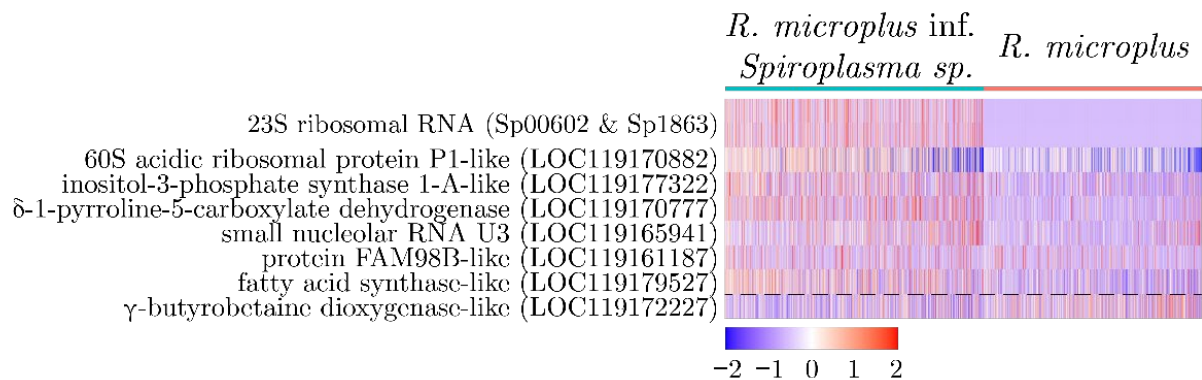 R. microplus inf.
Spiroplasma sp.
R. microplus
23S ribosomal RNA (Sp00602 & Sp1863)
60S acidic ribosomal protein P1-like (LOC119170882)
inositol-3-phosphate synthase 1-A-like (LOC119177322)
δ-1-pyrroline-5-carboxylate dehydrogenase (LOC119170777)
small nucleolar RNA U3 (LOC119165941)
protein FAM98B-like (LOC119161187)
fatty acid synthase-like (LOC119179527)
γ-butyrobetaine dioxygenase-like (LOC119172227)
−2 −1 0 1 2